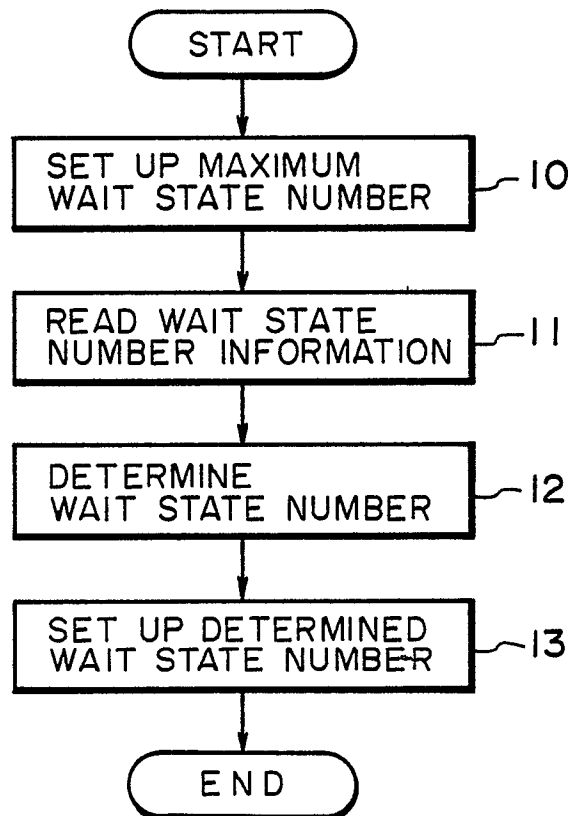 START
SET UP MAXIMUM
WAIT STATE NUMBER
10
READ WAIT STATE
NUMBER INFORMATION
11
DETERMINE
WAIT STATE NUMBER
12
SET UP DETERMINED
WAIT STATE NUMBER
13
END